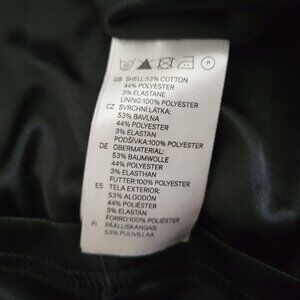 GB SHELL:53% COTTON
44% POLYESTER
3% ELASTANE
LINING:100% POLYESTER
CZ SVRCHNI LÁTKA:
53% BAVLNA
44% POLYESTER
3% ELASTAN
PODŠÍVKA:100% POLYESTER
DE OBERMATERIAL:
53% BAUMWOLLE
44% POLYESTER
3% ELASTHAN
FUTTER:100% POLYESTER
ES TELA EXTERIOR:
53% ALGODÓN
44% POLIÉSTER
3% ELASTÁN
FORRO:100% POLIÉSTER
FI PÄÄLLISKANGAS:
53% PUUVILLAA